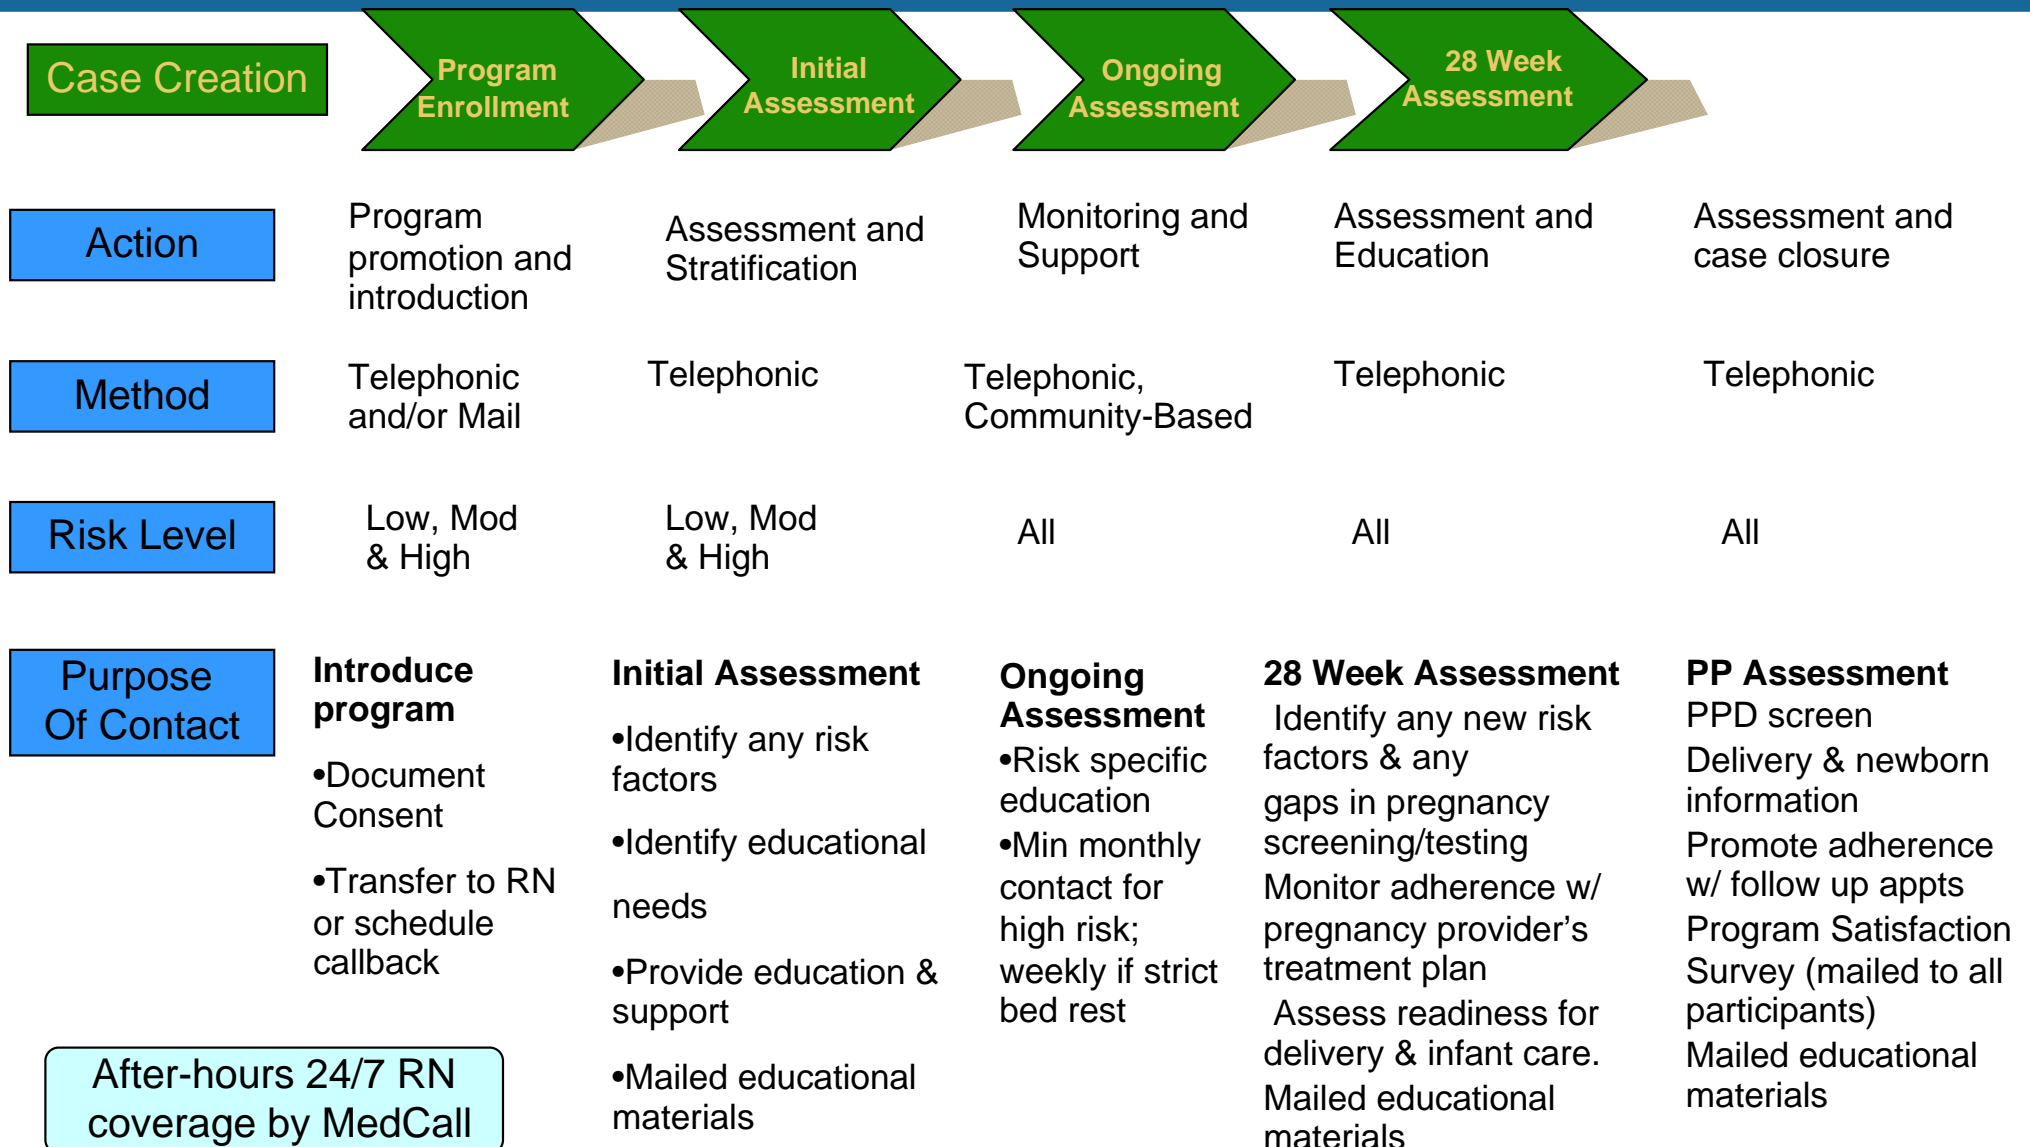 Case Creation
Program
Enrollment
Initial
Assessment
Ongoing
Assessment
28 Week
Assessment
Action
Program
promotion and
introduction
Assessment and
Stratification
Monitoring and
Support
Assessment and
Education
Assessment and
case closure
Method
Telephonic
and/or Mail
Telephonic
Telephonic,
Community-Based
Telephonic
Telephonic
Risk Level
Low, Mod
& High
Low, Mod
& High
All
All
All
Purpose
Of Contact
Introduce
program
•Document
Consent
•Transfer to RN
or schedule
callback
Initial Assessment
•Identify any risk
factors
•Identify educational
needs
•Provide education &
support
•Mailed educational
materials
Ongoing
Assessment
•Risk specific
education
•Min monthly
contact for
high risk;
weekly if strict
bed rest
28 Week Assessment
Identify any new risk
factors & any
gaps in pregnancy
screening/testing
Monitor adherence w/
pregnancy provider's
treatment plan
Assess readiness for
delivery & infant care.
Mailed educational
materials
PP Assessment
PPD screen
Delivery & newborn
information
Promote adherence
w/ follow up appts
Program Satisfaction
Survey (mailed to all
participants)
Mailed educational
materials
After-hours 24/7 RN
coverage by MedCall